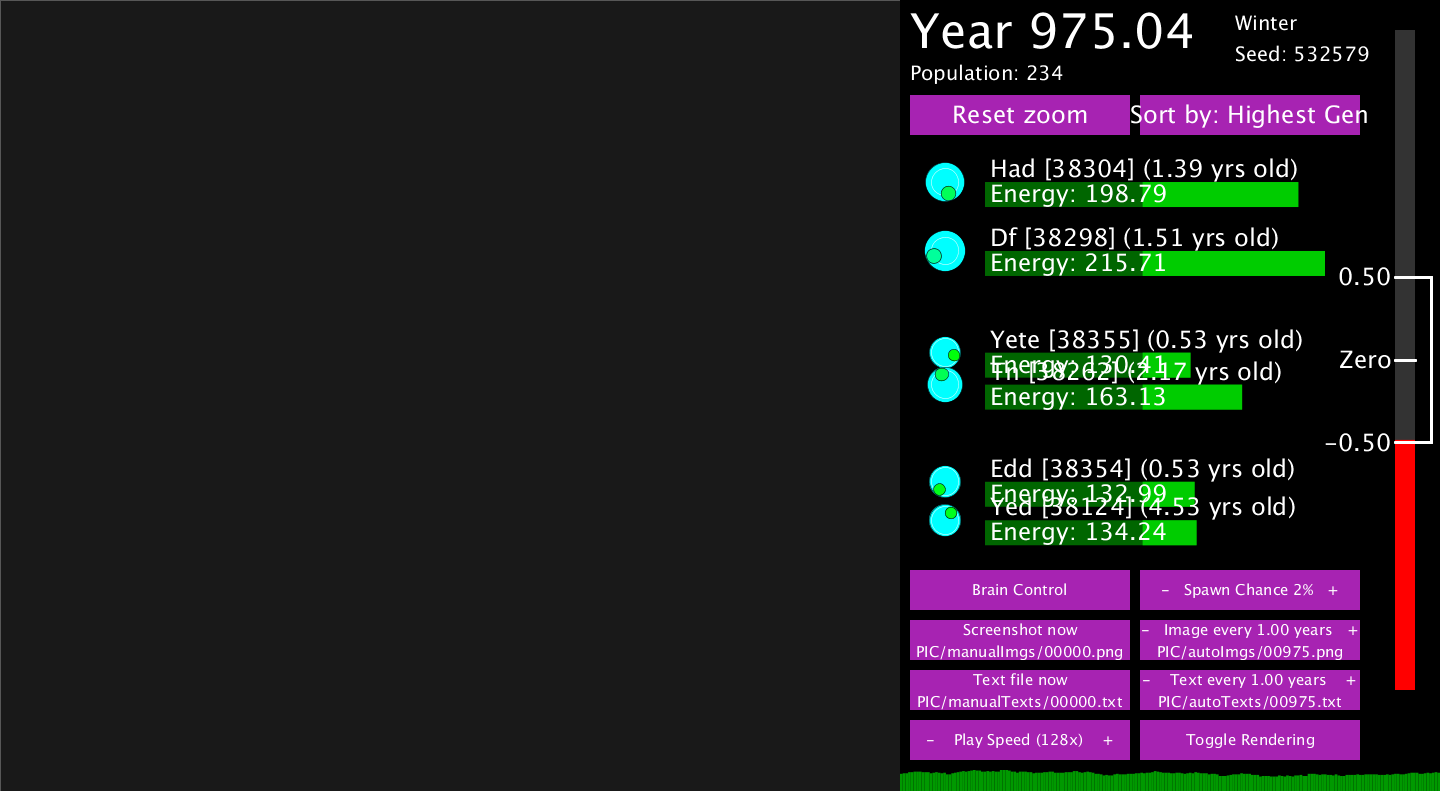 Year 975.04
Winter
Seed: 532579
Population: 234
Reset zoom
Sort by: Highest Gen
Had [38304] (1.39 yrs old)
Energy: 198.79
Df [38298] (1.51 yrs old)
Energy: 215.71
0.50
Yete [38355] (0.53 yrs old)
Energy: 130.41
Zero
Tn [38262] (2.17 yrs old)
Energy: 163.13
-0.50
Edd [38354] (0.53 yrs old)
Energy: 132.99
Yed [38124] (4.53 yrs old)
Energy: 134.24
Brain Control
- Spawn Chance 2% +
Screenshot now
PIC/manualImgs/00000.png
- Image every 1.00 years +
PIC/autoImgs/00975.png
Text file now
PIC/manualTexts/00000.txt
- Text every 1.00 years +
PIC/autoTexts/00975.txt
- Play Speed (128x) +
Toggle Rendering